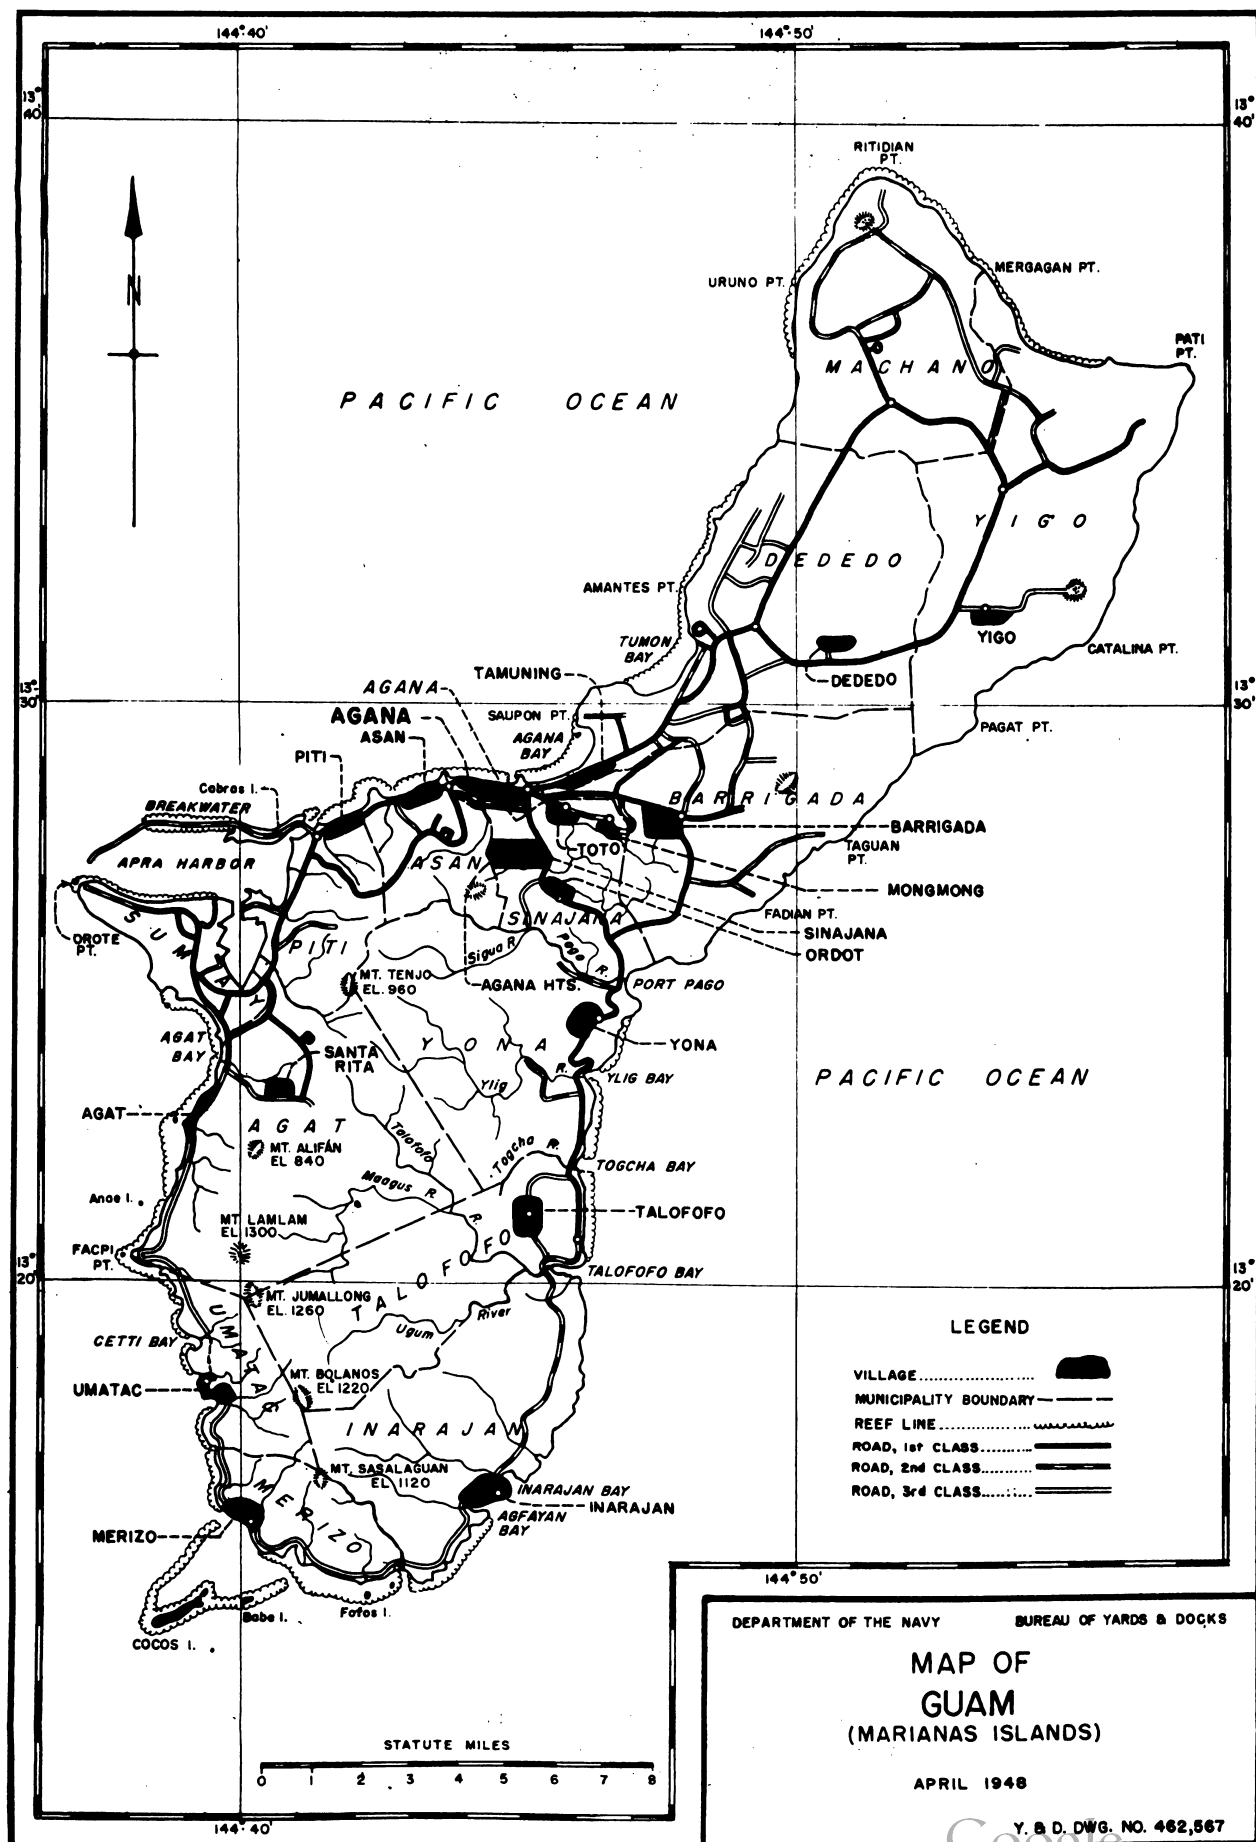 144°40'
144°50'
13°
40'
13°
40'
RITIDIAN
PT.
N
MERGAGAN PT.
URUNO PT.
PATI
PT.
MACHANO
PACIFIC OCEAN
YIGO
DEDEDO
AMANTES PT.
TUMON
BAY
YIGO
CATALINA PT.
TAMUNING
DEDEDO
AGANA
13°
30'
13°
30'
AGANA
SAUPON PT.
PAGAT PT.
ASAN
AGANA
BAY
PITI
Cabras I.
BREAKWATER
BARRIGADA
BARRIGADA
APRA HARBOR
ASAN
TOTO
TAGUAN
PT.
MONGMONG
SINAJANA
FADIAN PT.
SUMAY
OROTE
PT.
PITI
Sigua R.
Pago R.
SINAJANA
ORDOT
MT. TENJO
EL. 960
AGANA HTS.
PORT PAGO
AGAT
BAY
YONA
YONA
SANTA
RITA
Ylig
R.
YLIG BAY
PACIFIC OCEAN
AGAT
AGAT
MT. ALIFÁN
EL 840
Talofofo
Togcha R.
TOGCHA BAY
Maagus R.
R.
Anae I.
MT. LAMLAM
EL 1300
TALOFOFO
FACPI
PT.
13°
20'
13°
20'
TALOFOFO BAY
MT. JUMALLONG
EL. 1260
TALOFOFO
UMATAC
Ugum
River
CETTI BAY
LEGEND
MT. BOLANOS
EL 1220
UMATAC
VILLAGE
MUNICIPALITY BOUNDARY
REEF LINE
ROAD, 1st CLASS
ROAD, 2nd CLASS
ROAD, 3rd CLASS
INARAJAN
MT. SASALAGUAN
EL 1120
MERIZO
INARAJAN BAY
INARAJAN
AGFAYAN
BAY
MERIZO
144°50'
Babe I.
Fofos I.
COCOS I.
DEPARTMENT OF THE NAVY BUREAU OF YARDS & DOCKS
MAP OF
GUAM
(MARIANAS ISLANDS)
STATUTE MILES
0 1 2 3 4 5 6 7 8
APRIL 1948
144°40'
Y. & D. DWG. NO. 462,567
Google